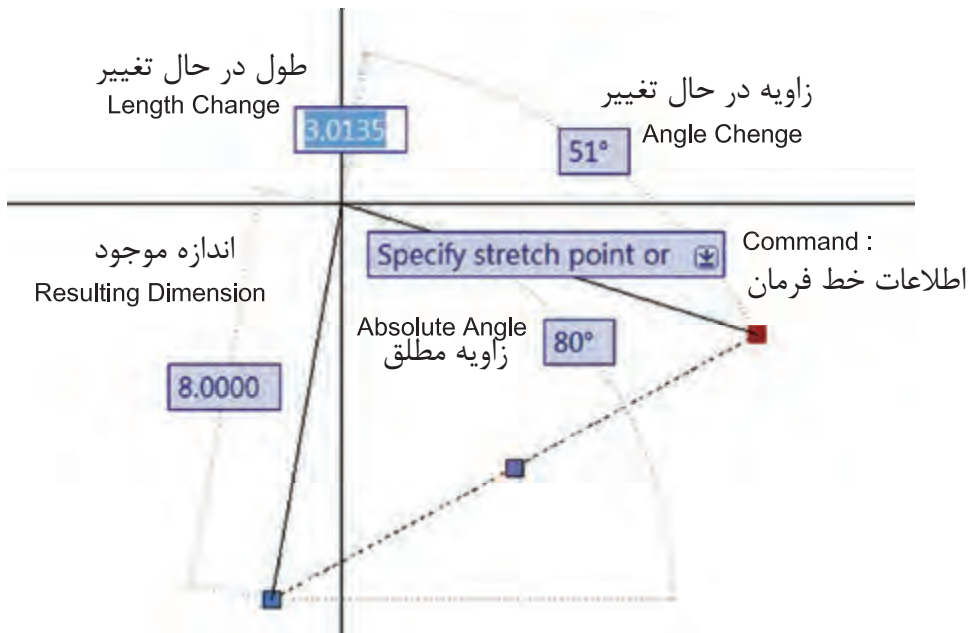 طول در حال تغییر
Length Change
3.0135
زاویه در حال تغییر
Angle Chenge
51°
اندازه موجود
Resulting Dimension
Specify stretch point or
Command :
اطلاعات خط فرمان
Absolute Angle
زاویه مطلق
80°
8.0000